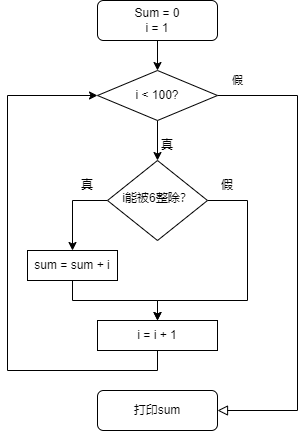 Sum = 0
i = 1
i < 100?
假
真
i能被6整除？
真
假
sum = sum + i
i = i + 1
打印sum